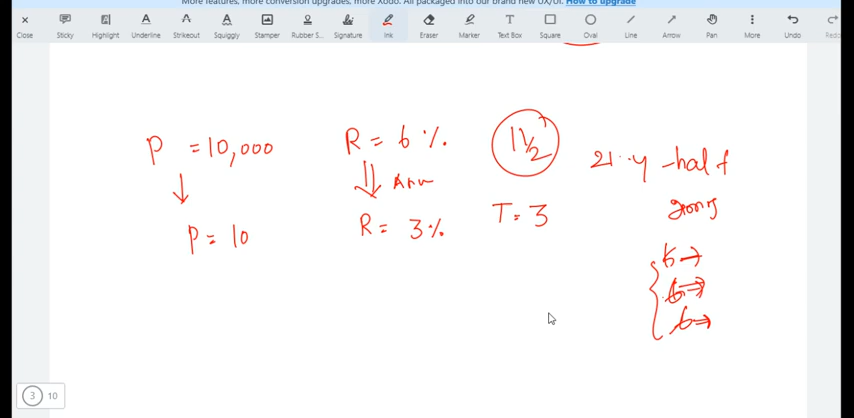 More features, more conversion upgrades, more Xodo. All packaged into our brand new UX/UI. How to upgrade
Close Sticky Highlight Underline Strikeout Squiggly Stamper Rubber S... Signature Ink Eraser Marker Text Box Square Oval Line Arrow Pan More Undo Redo
P = 10,000 R = 6 % 1 1/2
half
P = 10 R = 3 % T = 3
6 →
6 →
6 →
3 10